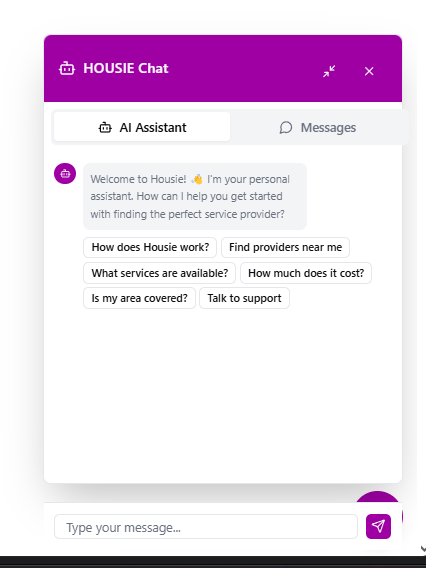 HOUSIE Chat
AI Assistant
Messages
Welcome to Housie! 👋 I'm your personal
assistant. How can I help you get started
with finding the perfect service provider?
How does Housie work?
Find providers near me
What services are available?
How much does it cost?
Is my area covered?
Talk to support
Type your message...